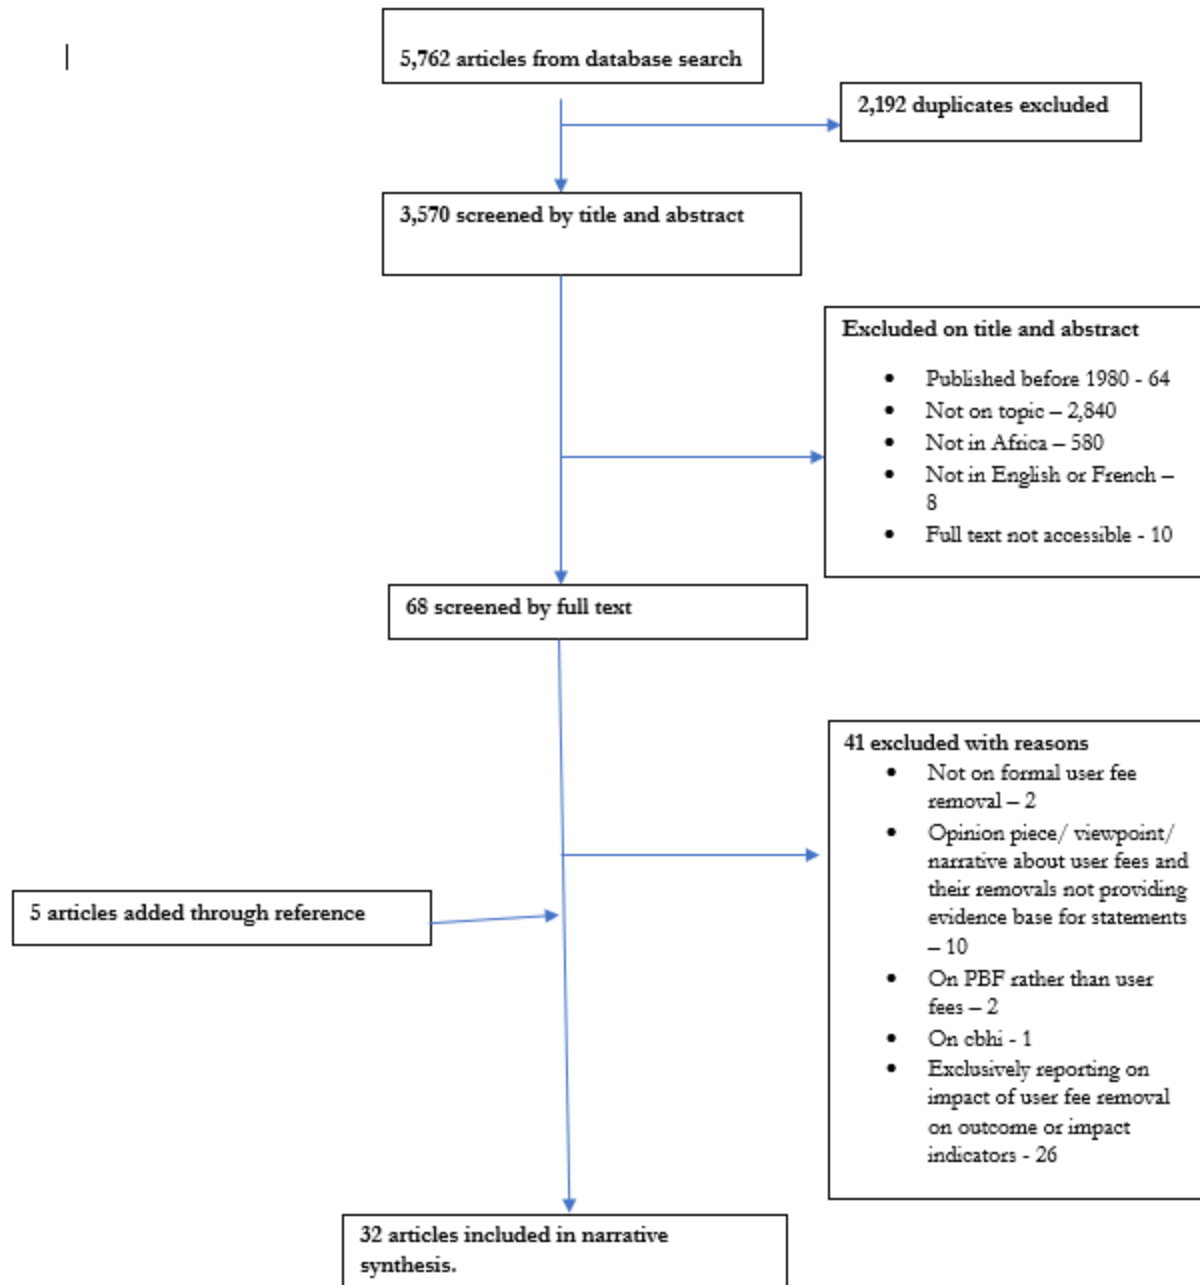 5,762 articles from database search
2,192 duplicates excluded
3,570 screened by title and abstract
Excluded on title and abstract
• Published before 1980 - 64
• Not on topic – 2,840
• Not in Africa – 580
• Not in English or French –
8
• Full text not accessible - 10
68 screened by full text
41 excluded with reasons
• Not on formal user fee
removal – 2
• Opinion piece/ viewpoint/
narrative about user fees and
their removals not providing
evidence base for statements
– 10
• On PBF rather than user
fees – 2
• On cbhi - 1
• Exclusively reporting on
impact of user fee removal
on outcome or impact
indicators - 26
5 articles added through reference
32 articles included in narrative
synthesis.